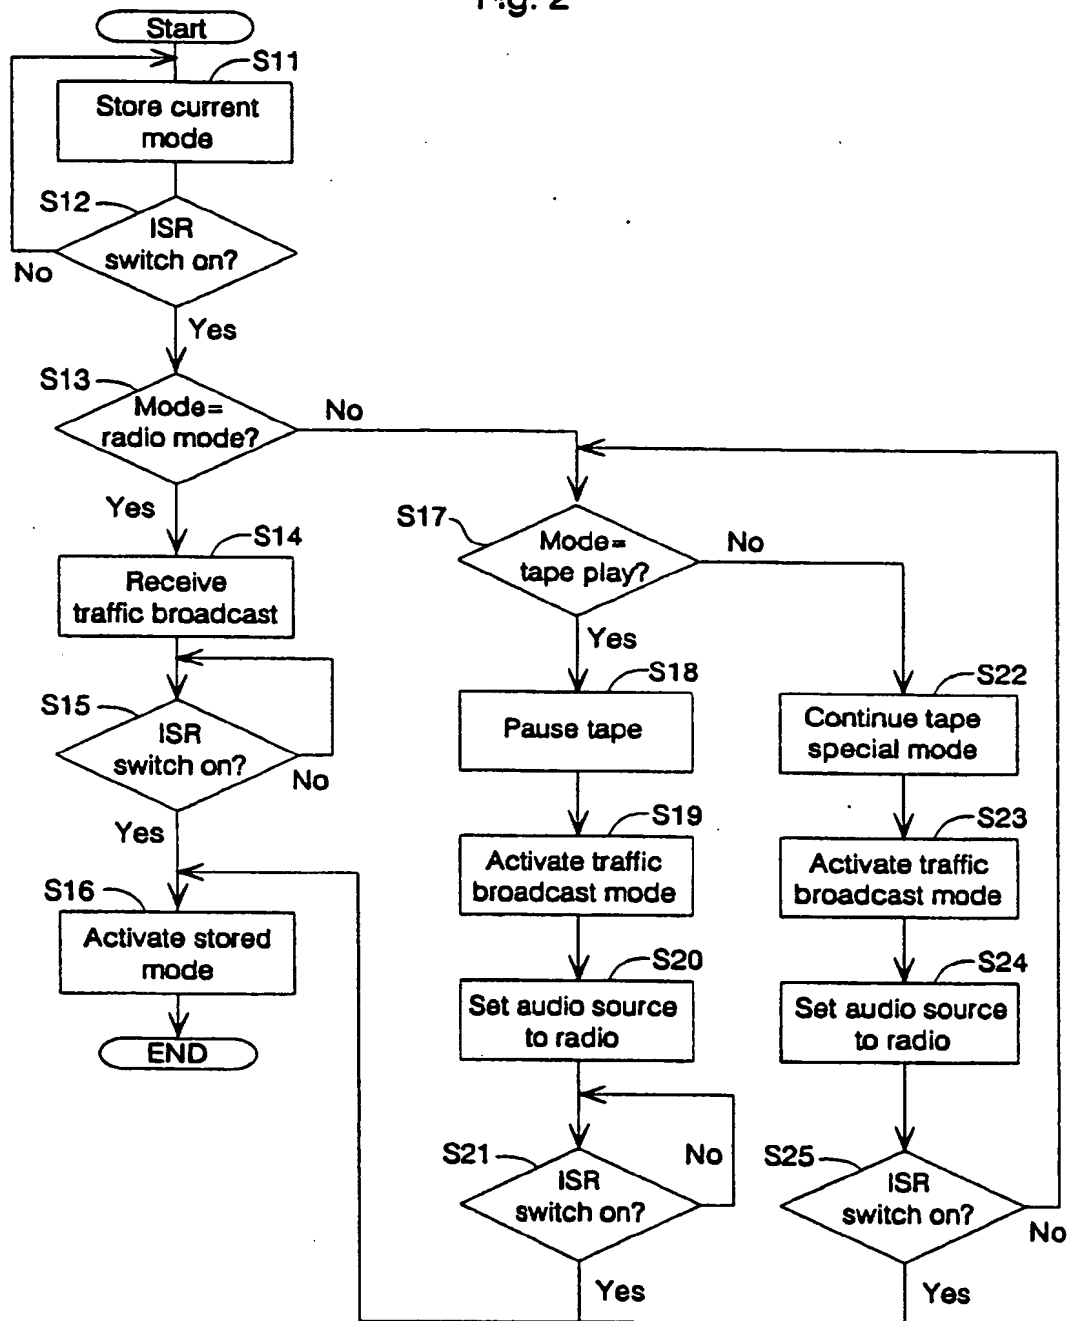 Fig. 2
Start
S11
Store current
mode
S12
ISR
switch on?
No
Yes
S13
Mode=
radio mode?
No
Yes
S14
Receive
traffic broadcast
S15
ISR
switch on?
No
Yes
S16
Activate stored
mode
END
S17
Mode=
tape play?
No
Yes
S18
Pause tape
S19
Activate traffic
broadcast mode
S20
Set audio source
to radio
S21
ISR
switch on?
No
Yes
S22
Continue tape
special mode
S23
Activate traffic
broadcast mode
S24
Set audio source
to radio
S25
ISR
switch on?
No
Yes